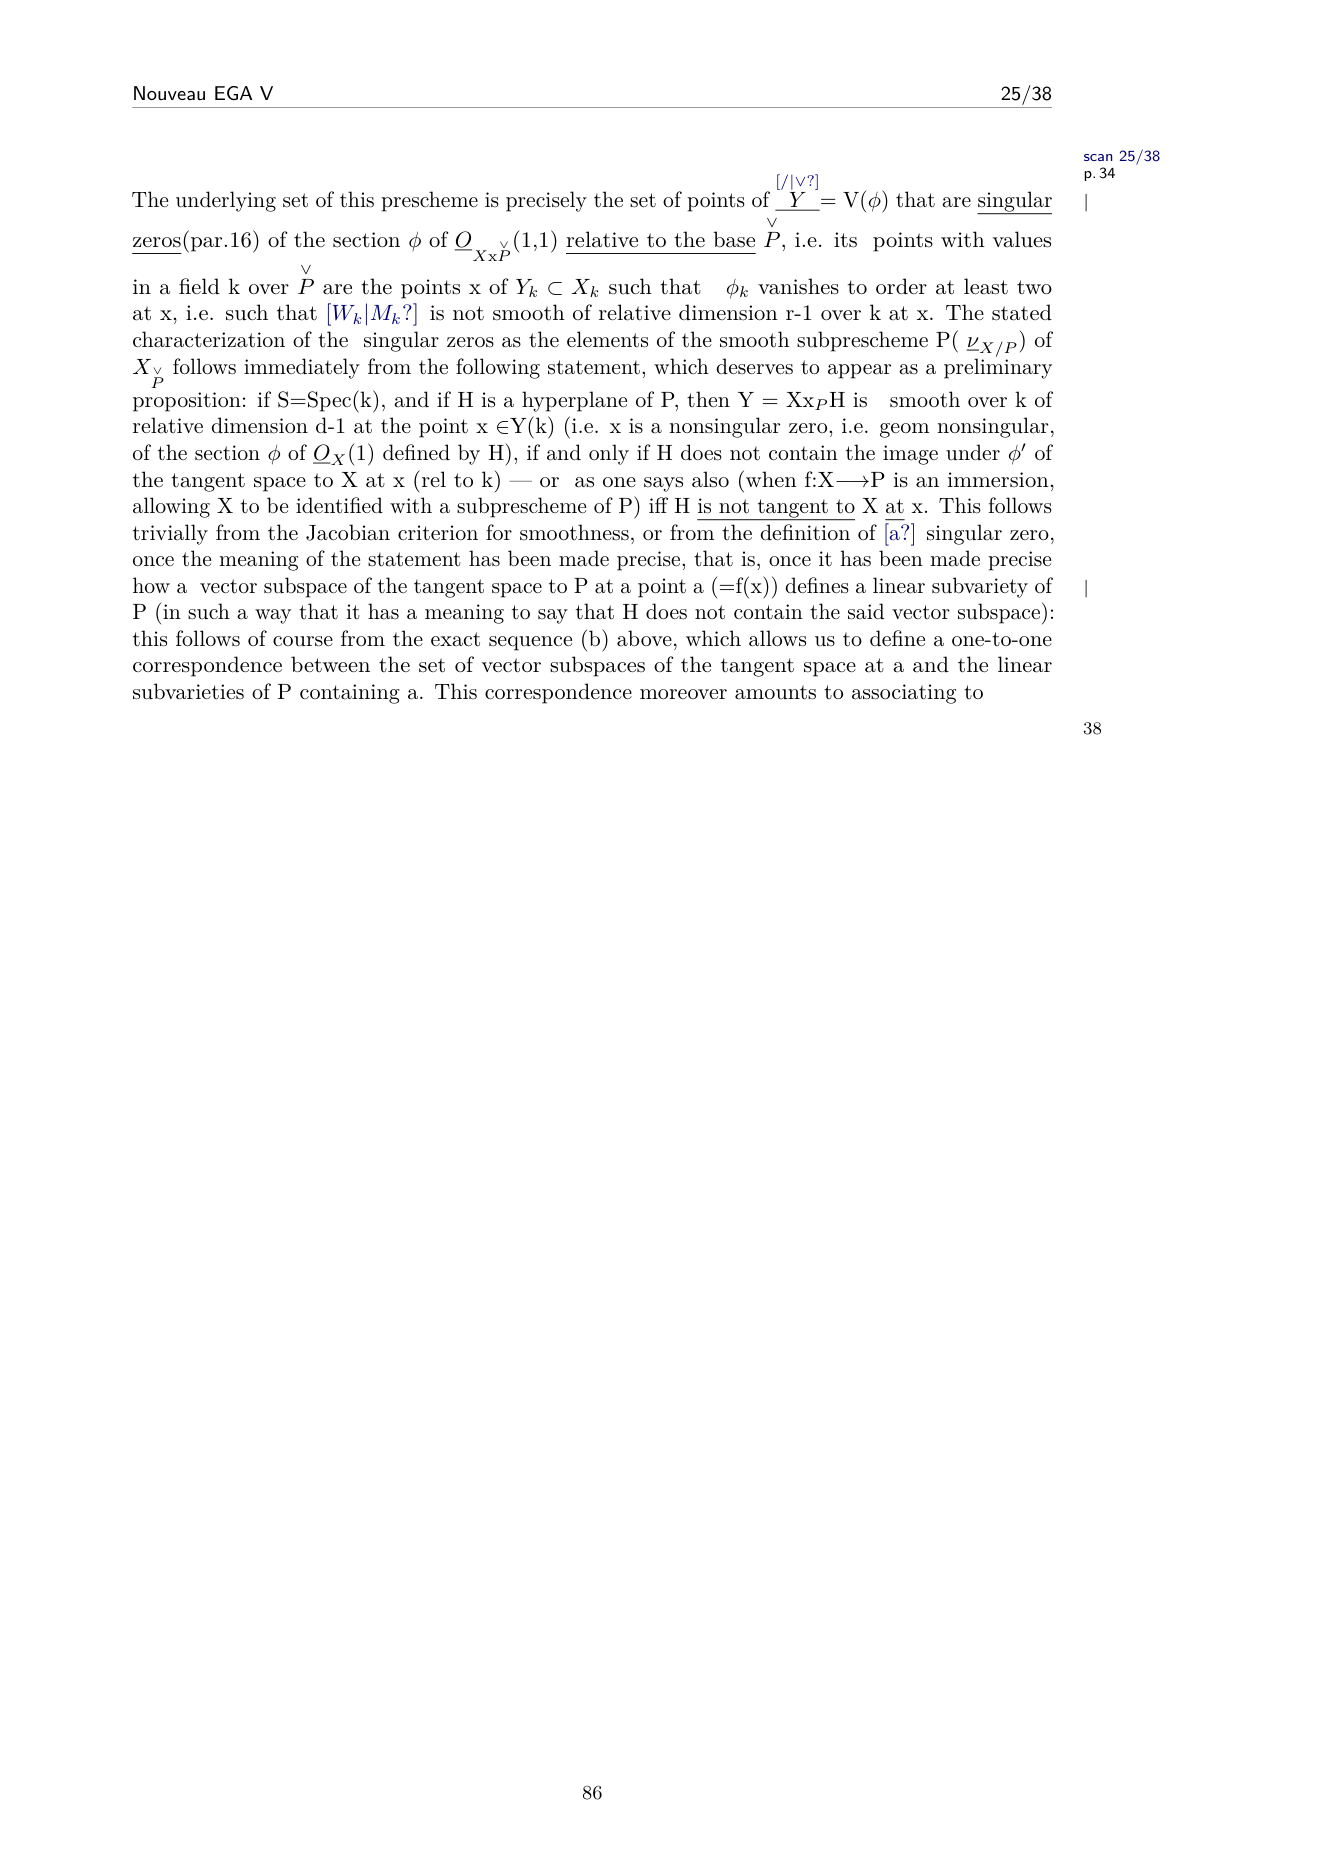 Nouveau EGA V 25/38
scan 25/38
p. 34
[/|∨?]
The underlying set of this prescheme is precisely the set of points of Y = V(ϕ) that are singular |
zeros(par.16) of the section ϕ of O_{XxP̌}(1,1) relative to the base P̌, i.e. its points with values
in a field k over P̌ are the points x of Y_k ⊂ X_k such that ϕ_k vanishes to order at least two
at x, i.e. such that [W_k|M_k?] is not smooth of relative dimension r-1 over k at x. The stated
characterization of the singular zeros as the elements of the smooth subprescheme P( ν_{X/P}) of
X_{P̌} follows immediately from the following statement, which deserves to appear as a preliminary
proposition: if S=Spec(k), and if H is a hyperplane of P, then Y = Xx_P H is smooth over k of
relative dimension d-1 at the point x ∈Y(k) (i.e. x is a nonsingular zero, i.e. geom nonsingular,
of the section ϕ of O_X(1) defined by H), if and only if H does not contain the image under ϕ′ of
the tangent space to X at x (rel to k) — or as one says also (when f:X⟶P is an immersion,
allowing X to be identified with a subprescheme of P) iff H is not tangent to X at x. This follows
trivially from the Jacobian criterion for smoothness, or from the definition of [a?] singular zero,
once the meaning of the statement has been made precise, that is, once it has been made precise
how a vector subspace of the tangent space to P at a point a (=f(x)) defines a linear subvariety of |
P (in such a way that it has a meaning to say that H does not contain the said vector subspace):
this follows of course from the exact sequence (b) above, which allows us to define a one-to-one
correspondence between the set of vector subspaces of the tangent space at a and the linear
subvarieties of P containing a. This correspondence moreover amounts to associating to
38
86